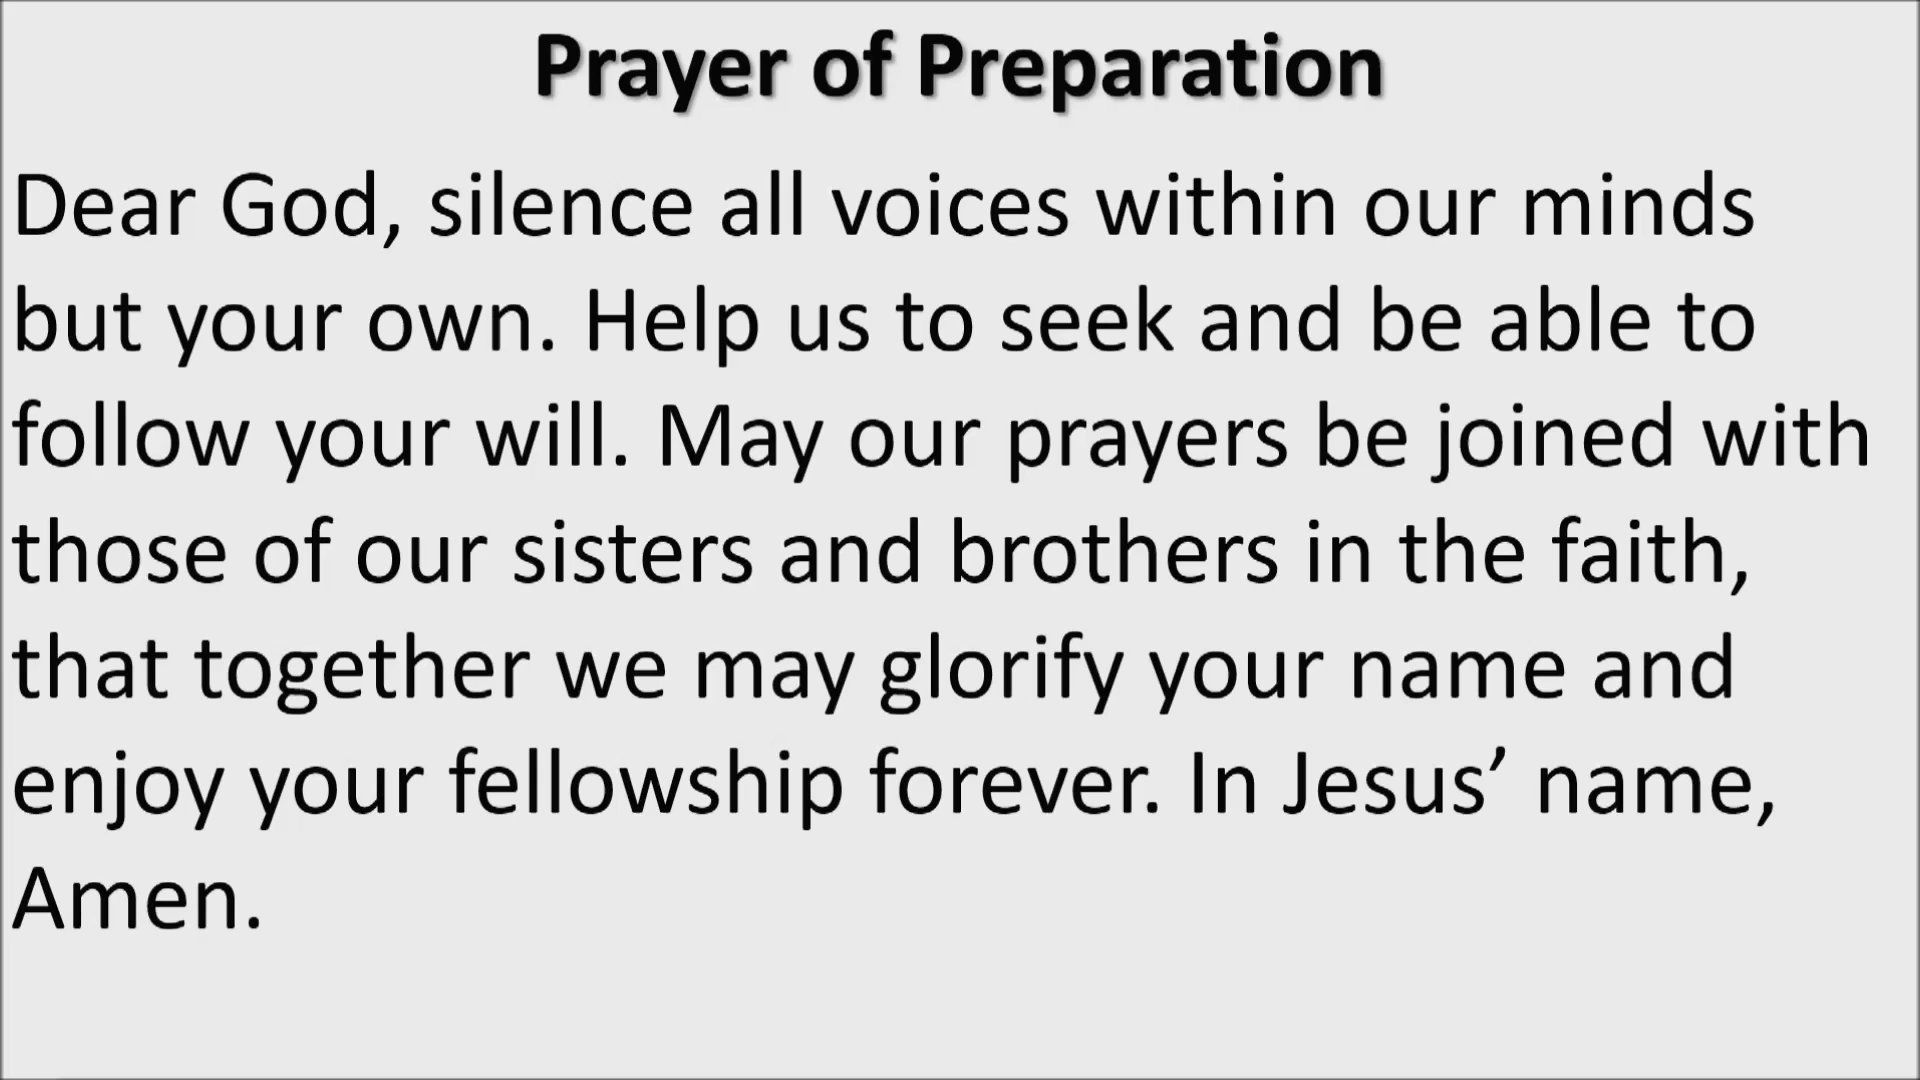 Prayer of Preparation
Dear God, silence all voices within our minds
but your own. Help us to seek and be able to
follow your will. May our prayers be joined with
those of our sisters and brothers in the faith,
that together we may glorify your name and
enjoy your fellowship forever. In Jesus’ name,
Amen.